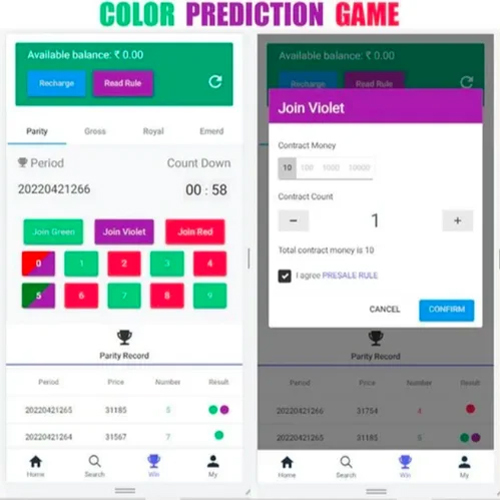 COLOR PREDICTION GAME
Available balance: ₹ 0.00
Recharge Read Rule
Parity Gross Royal Emerd
Period Count Down
20220421266 00 : 58
Join Green Join Violet Join Red
0 1 2 3 4
5 6 7 8 9
Parity Record
Period Price Number Result
20220421265 31185 5
20220421264 31567 7
Home Search Win My
Available balance: ₹ 0.00
Recharge Read Rule
Join Violet
Contract Money
10 100 1000 10000
Contract Count
− 1 +
Total contract money is 10
I agree PRESALE RULE
CANCEL CONFIRM
Parity Record
Period Price Number Result
20220421266 31764 4
20220421265 31185 5
Home Search Win My